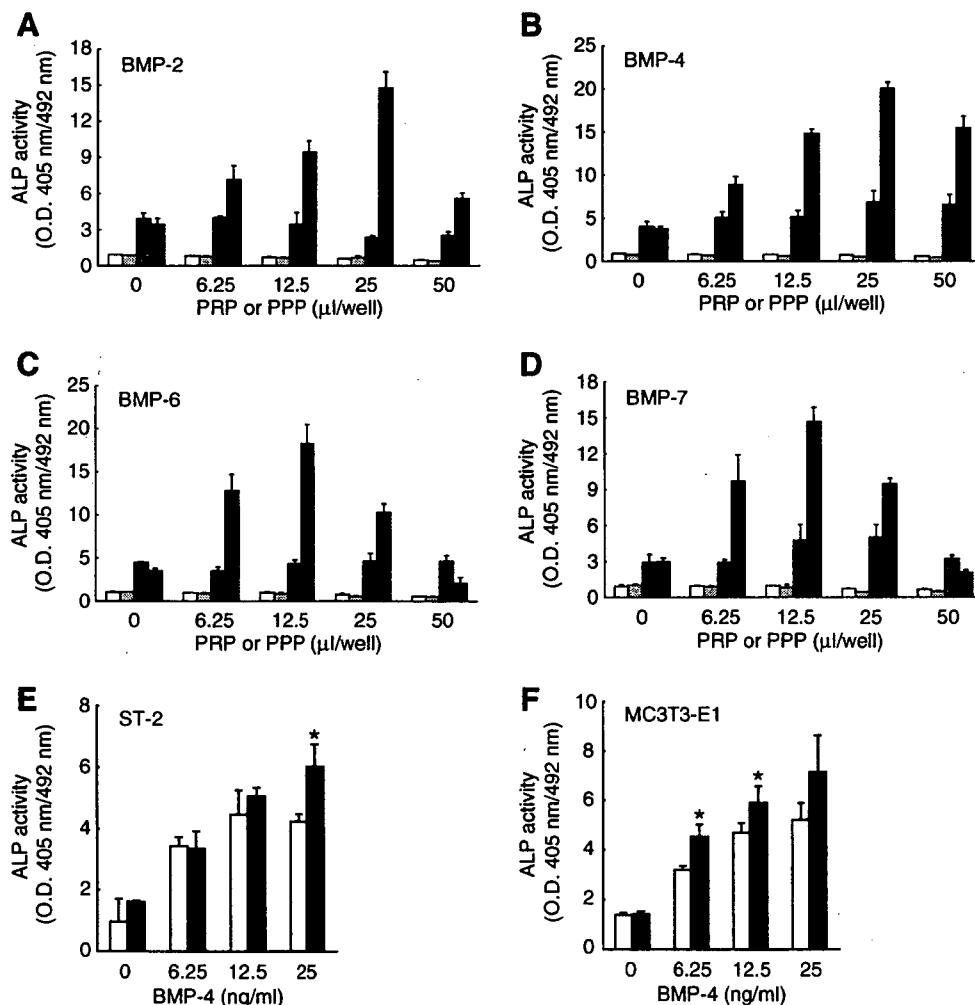 A
BMP-2
ALP activity
(O.D. 405 nm/492 nm)
18
15
12
9
6
3
0
0 6.25 12.5 25 50
PRP or PPP (μl/well)
B
BMP-4
ALP activity
(O.D. 405 nm/492 nm)
25
20
15
10
5
0
0 6.25 12.5 25 50
PRP or PPP (μl/well)
C
BMP-6
ALP activity
(O.D. 405 nm/492 nm)
25
20
15
10
5
0
0 6.25 12.5 25 50
PRP or PPP (μl/well)
D
BMP-7
ALP activity
(O.D. 405 nm/492 nm)
18
15
12
9
6
3
0
0 6.25 12.5 25 50
PRP or PPP (μl/well)
E
ST-2
ALP activity
(O.D. 405 nm/492 nm)
8
6
4
2
0
*
0 6.25 12.5 25
BMP-4 (ng/ml)
F
MC3T3-E1
ALP activity
(O.D. 405 nm/492 nm)
10
8
6
4
2
0
* *
0 6.25 12.5 25
BMP-4 (ng/ml)